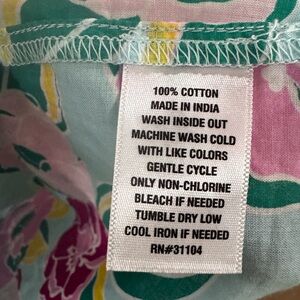 100% COTTON
MADE IN INDIA
WASH INSIDE OUT
MACHINE WASH COLD
WITH LIKE COLORS
GENTLE CYCLE
ONLY NON-CHLORINE
BLEACH IF NEEDED
TUMBLE DRY LOW
COOL IRON IF NEEDED
RN#31104